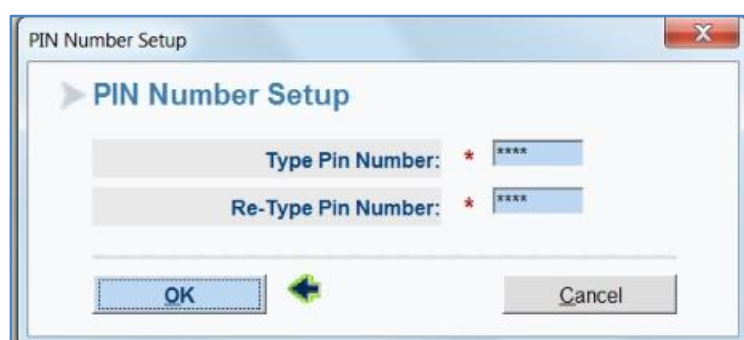 PIN Number Setup
X
PIN Number Setup
Type Pin Number: * ****
Re-Type Pin Number: * ****
OK
Cancel